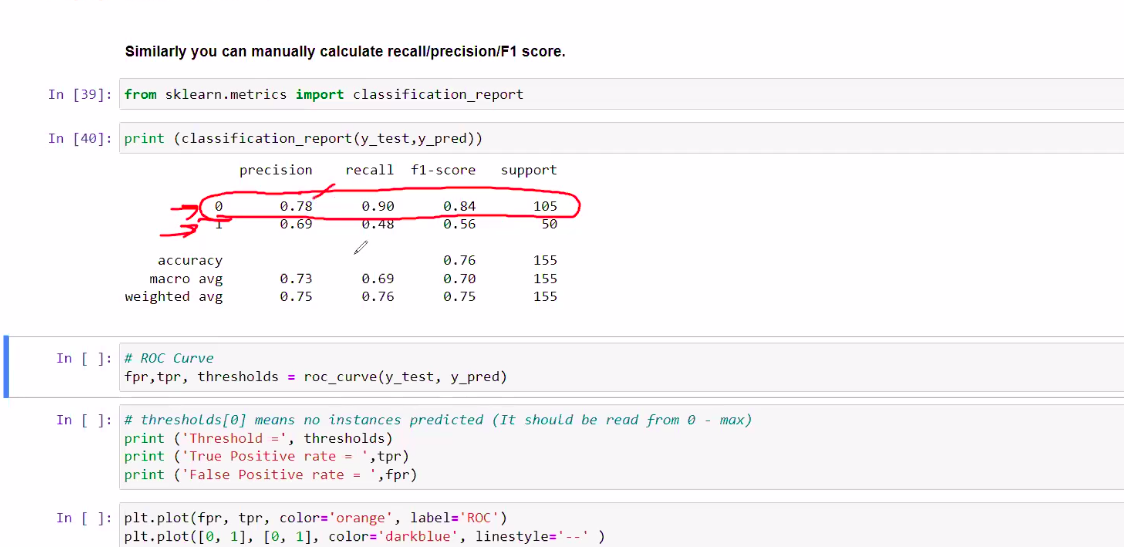 Similarly you can manually calculate recall/precision/F1 score.
In [39]: from sklearn.metrics import classification_report
In [40]: print (classification_report(y_test,y_pred))
precision recall f1-score support
0 0.78 0.90 0.84 105
1 0.69 0.48 0.56 50
accuracy 0.76 155
macro avg 0.73 0.69 0.70 155
weighted avg 0.75 0.76 0.75 155
In [ ]: # ROC Curve
fpr,tpr, thresholds = roc_curve(y_test, y_pred)
In [ ]: # thresholds[0] means no instances predicted (It should be read from 0 - max)
print ('Threshold =', thresholds)
print ('True Positive rate = ',tpr)
print ('False Positive rate = ',fpr)
In [ ]: plt.plot(fpr, tpr, color='orange', label='ROC')
plt.plot([0, 1], [0, 1], color='darkblue', linestyle='--' )